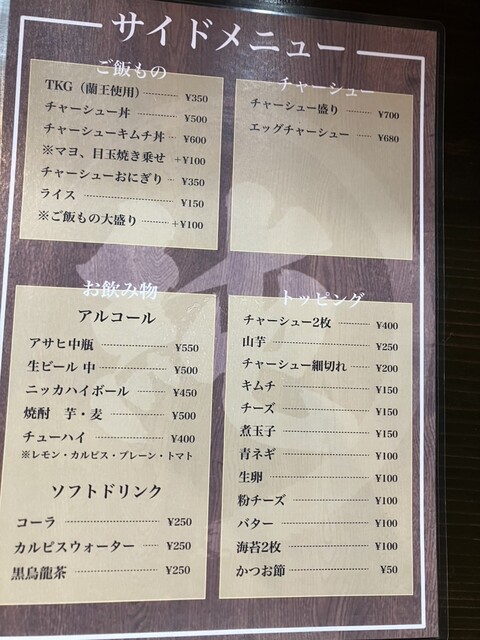 サイドメニュー
ご飯もの
TKG（蘭王使用） ¥350
チャーシュー丼 ¥500
チャーシューキムチ丼 ¥600
※マヨ、目玉焼き乗せ +¥100
チャーシューおにぎり ¥350
ライス ¥150
※ご飯もの大盛り +¥100
チャーシュー
チャーシュー盛り ¥700
エッグチャーシュー ¥680
お飲み物
アルコール
アサヒ中瓶 ¥550
生ビール 中 ¥500
ニッカハイボール ¥450
焼酎　芋・麦 ¥500
チューハイ ¥400
※レモン・カルピス・プレーン・トマト
ソフトドリンク
コーラ ¥250
カルピスウォーター ¥250
黒烏龍茶 ¥250
トッピング
チャーシュー2枚 ¥400
山芋 ¥250
チャーシュー細切れ ¥200
キムチ ¥150
チーズ ¥150
煮玉子 ¥150
青ネギ ¥100
生卵 ¥100
粉チーズ ¥100
バター ¥100
海苔2枚 ¥100
かつお節 ¥50